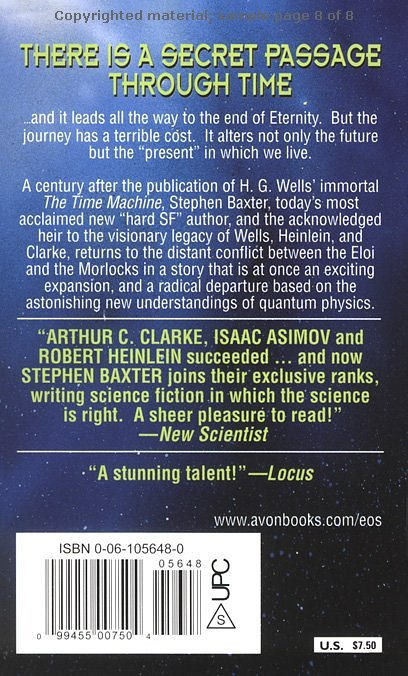 Copyrighted material, sample page 8 of 8
THERE IS A SECRET PASSAGE
THROUGH TIME
...and it leads all the way to the end of Eternity. But the
journey has a terrible cost. It alters not only the future
but the “present” in which we live.
A century after the publication of H. G. Wells’ immortal
The Time Machine, Stephen Baxter, today’s most
acclaimed new “hard SF” author, and the acknowledged
heir to the visionary legacy of Wells, Heinlein, and
Clarke, returns to the distant conflict between the Eloi
and the Morlocks in a story that is at once an exciting
expansion, and a radical departure based on the
astonishing new understandings of quantum physics.
“ARTHUR C. CLARKE, ISAAC ASIMOV and
ROBERT HEINLEIN succeeded ... and now
STEPHEN BAXTER joins their exclusive ranks,
writing science fiction in which the science
is right. A sheer pleasure to read!”
—New Scientist
“A stunning talent!”—Locus
www.avonbooks.com/eos
ISBN 0-06-105648-0
05648
UPC
S
0 99455 00750 4
U.S. $7.50